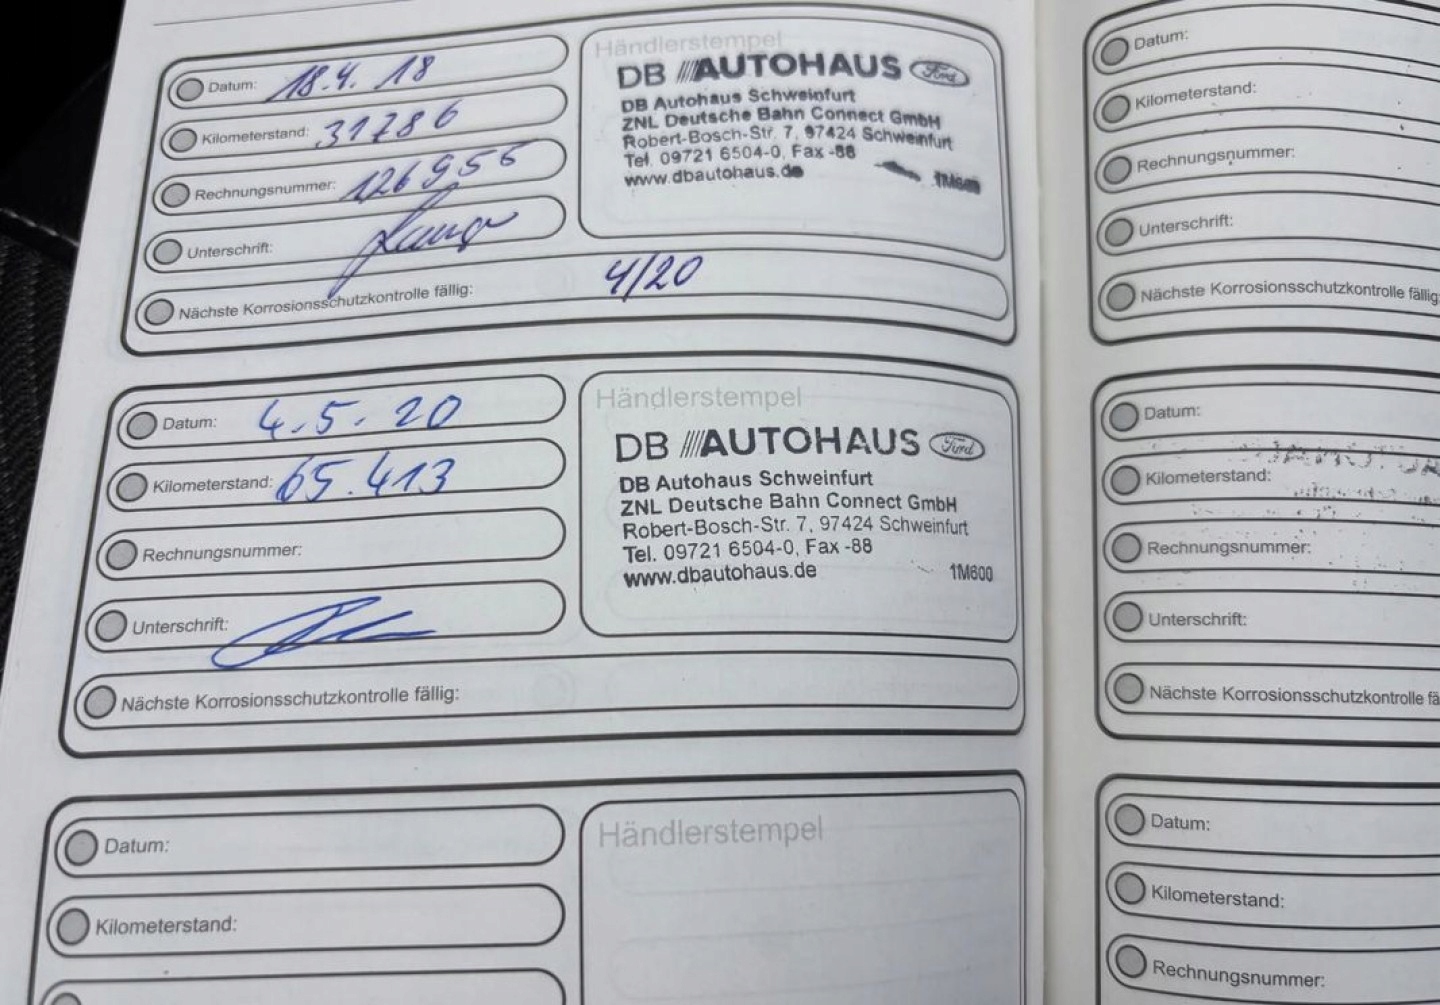 Datum: 18.4.18
Kilometerstand: 31786
Rechnungsnummer: 126956
Unterschrift:
Nächste Korrosionsschutzkontrolle fällig: 4/20
Händlerstempel
DB AUTOHAUS Ford
DB Autohaus Schweinfurt
ZNL Deutsche Bahn Connect GmbH
Robert-Bosch-Str. 7, 97424 Schweinfurt
Tel. 09721 6504-0, Fax -88
www.dbautohaus.de
Datum: 4.5.20
Kilometerstand: 65.413
Rechnungsnummer:
Unterschrift:
Nächste Korrosionsschutzkontrolle fällig:
Händlerstempel
DB AUTOHAUS Ford
DB Autohaus Schweinfurt
ZNL Deutsche Bahn Connect GmbH
Robert-Bosch-Str. 7, 97424 Schweinfurt
Tel. 09721 6504-0, Fax -88
www.dbautohaus.de 1M600
Datum:
Kilometerstand:
Händlerstempel
Datum:
Kilometerstand:
Rechnungsnummer:
Unterschrift:
Nächste Korrosionsschutzkontrolle fällig:
Datum:
Kilometerstand:
Rechnungsnummer:
Unterschrift:
Nächste Korrosionsschutzkontrolle fä
Datum:
Kilometerstand:
Rechnungsnummer: